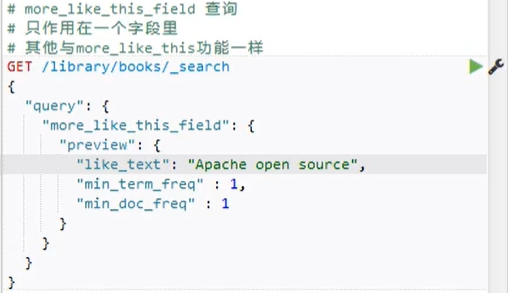 # more_like_this_field 查询
# 只作用在一个字段里
# 其他与more_like_this功能一样
GET /library/books/_search
{
  "query": {
    "more_like_this_field": {
      "preview": {
        "like_text": "Apache open source",
        "min_term_freq" : 1,
        "min_doc_freq" : 1
      }
    }
  }
}